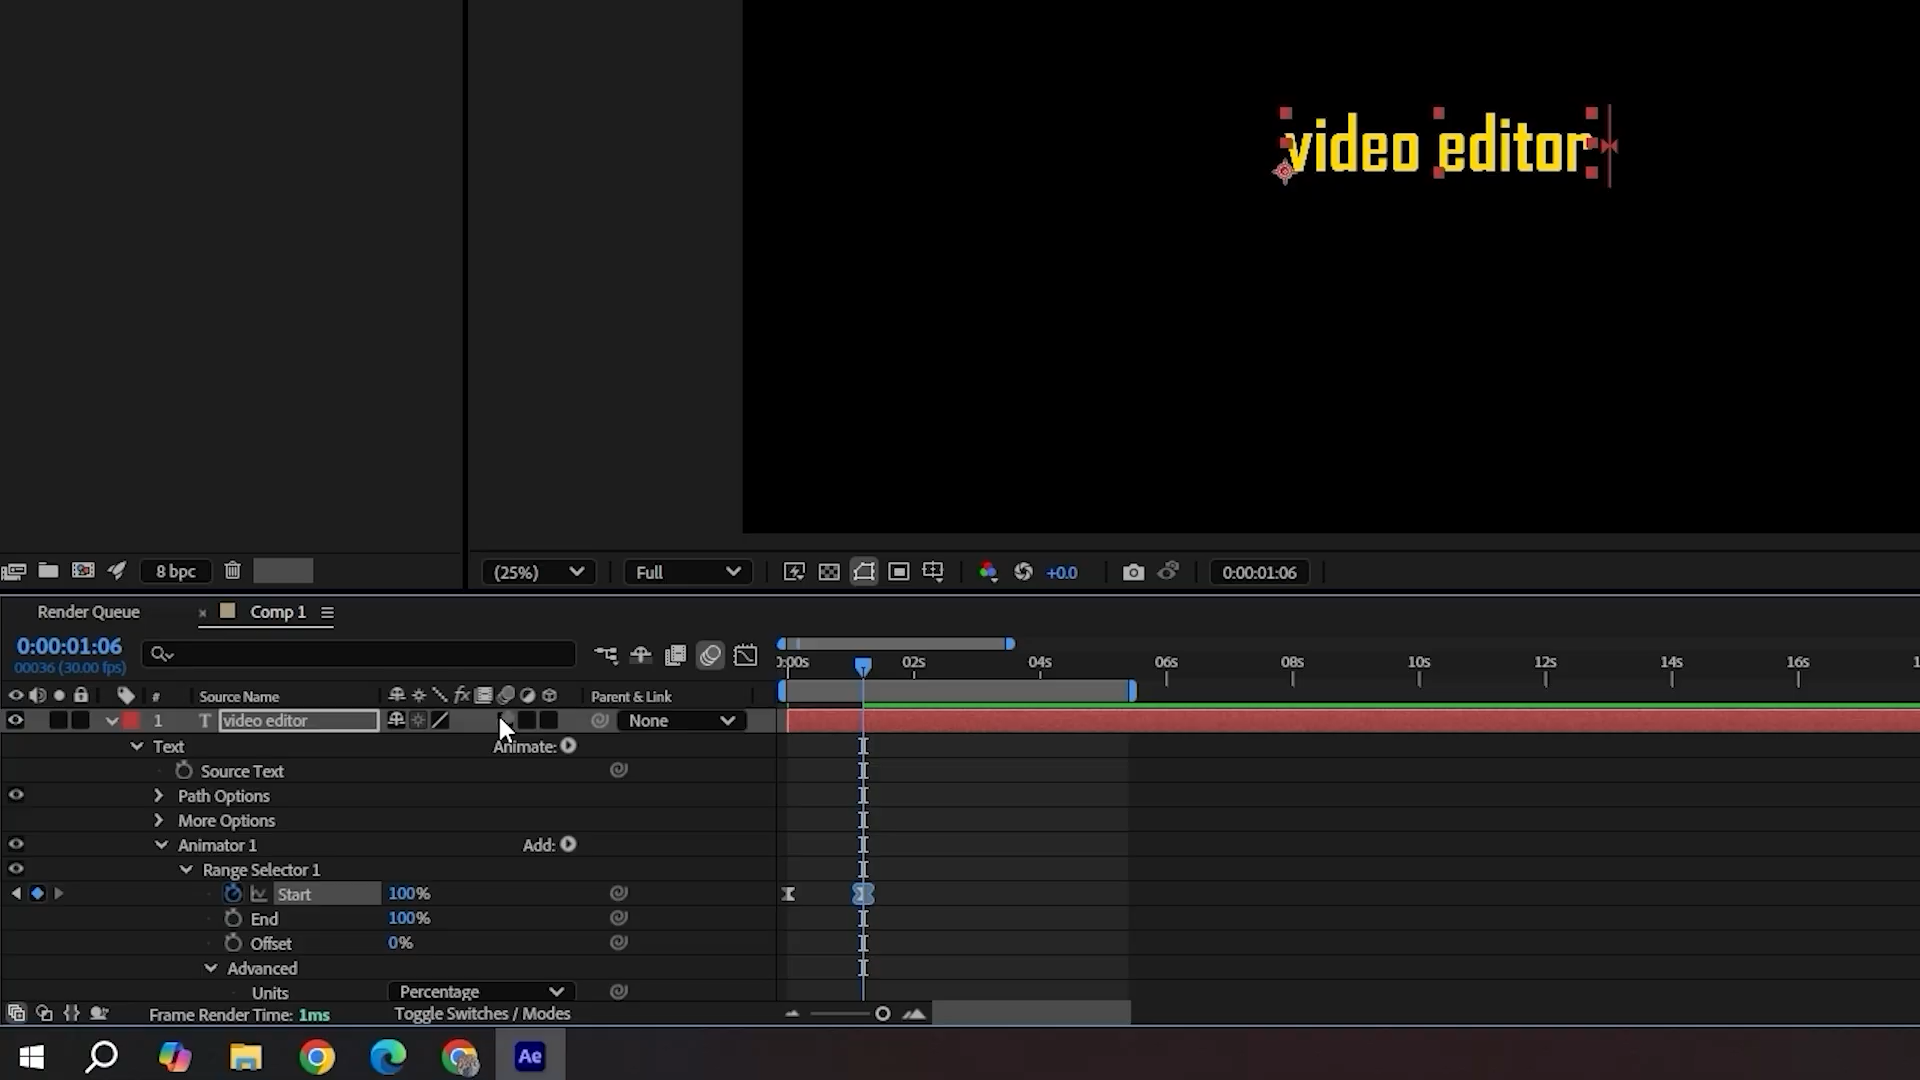 video editor
8 bpc
(25%)
Full
+0.0
0:00:01:06
Render Queue
× Comp 1
0:00:01:06
00036 (30.00 fps)
):00s 02s 04s 06s 08s 10s 12s 14s 16s 1
# Source Name fx Parent & Link
1 T video editor None
Text Animate:
Source Text
Path Options
More Options
Animator 1 Add:
Range Selector 1
Start 100%
End 100%
Offset 0%
Advanced
Units Percentage
Frame Render Time: 1ms Toggle Switches / Modes
Ae